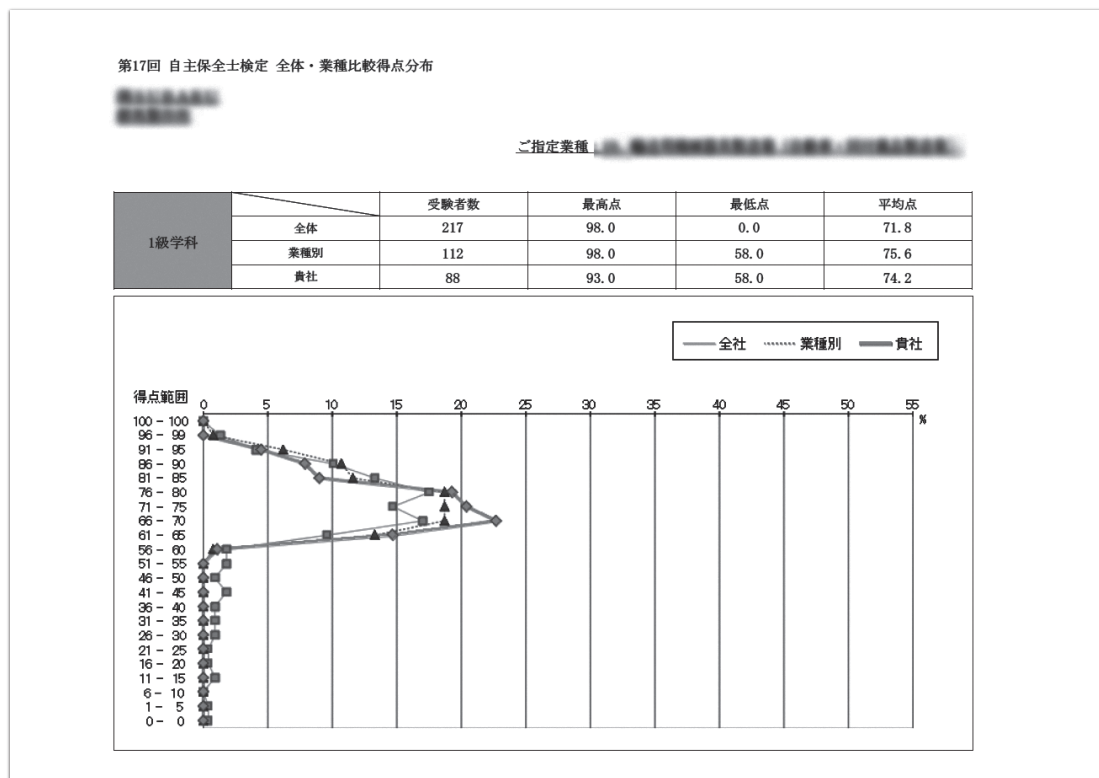 第17回 自主保全士検定 全体・業種比較得点分布
ご指定業種：
1級学科
受験者数 最高点 最低点 平均点
全体 217 98.0 0.0 71.8
業種別 112 98.0 58.0 75.6
貴社 88 93.0 58.0 74.2
全社 業種別 貴社
得点範囲
0 5 10 15 20 25 30 35 40 45 50 55
%
100 - 100
96 - 99
91 - 95
86 - 90
81 - 85
76 - 80
71 - 75
66 - 70
61 - 65
56 - 60
51 - 55
46 - 50
41 - 45
36 - 40
31 - 35
26 - 30
21 - 25
16 - 20
11 - 15
6 - 10
1 - 5
0 - 0